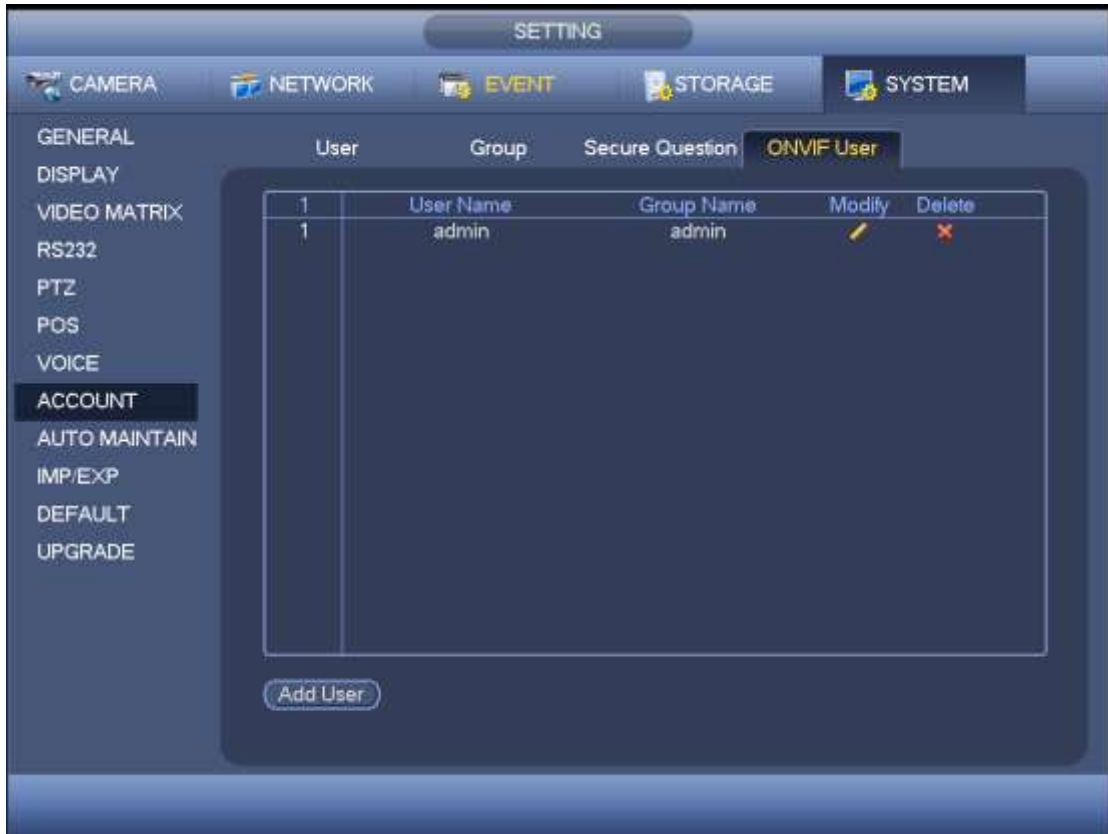 SETTING
CAMERA NETWORK EVENT STORAGE SYSTEM
GENERAL
DISPLAY
VIDEO MATRIX
RS232
PTZ
POS
VOICE
ACCOUNT
AUTO MAINTAIN
IMP/EXP
DEFAULT
UPGRADE
User Group Secure Question ONVIF User
1 User Name Group Name Modify Delete
1 admin admin
Add User